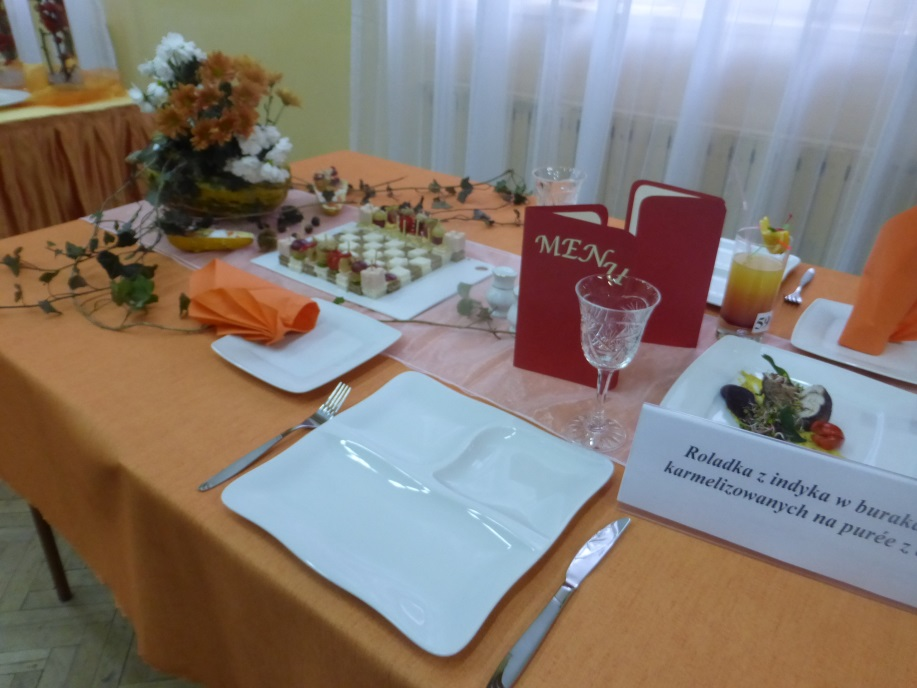 MENU
Roladka z indyka w burak
karmelizowanych na purée z